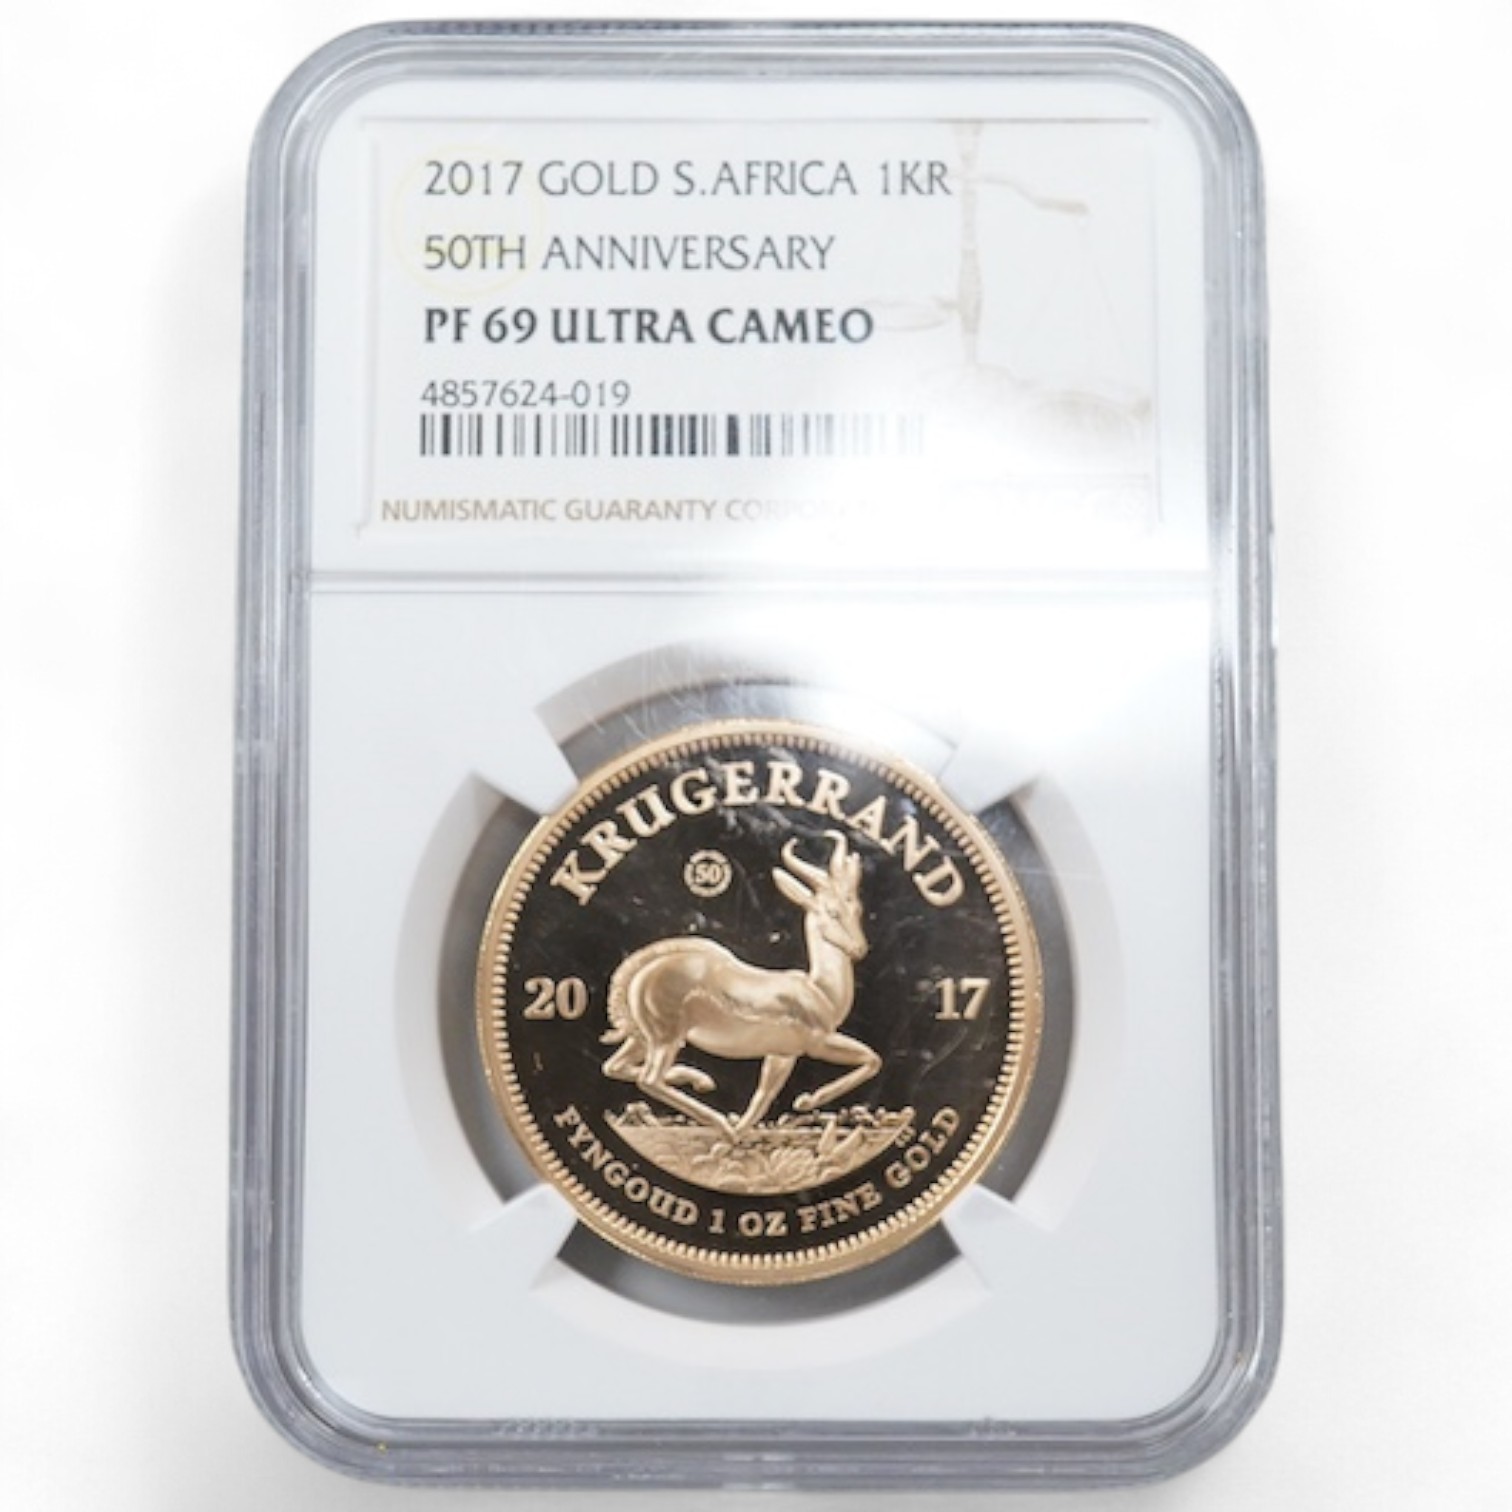 2017 GOLD S.AFRICA 1KR
50TH ANNIVERSARY
PF 69 ULTRA CAMEO
4857624-019
NUMISMATIC GUARANTY
KRUGERRAND
50
20 17
FYNGOUD 1 OZ FINE GOLD